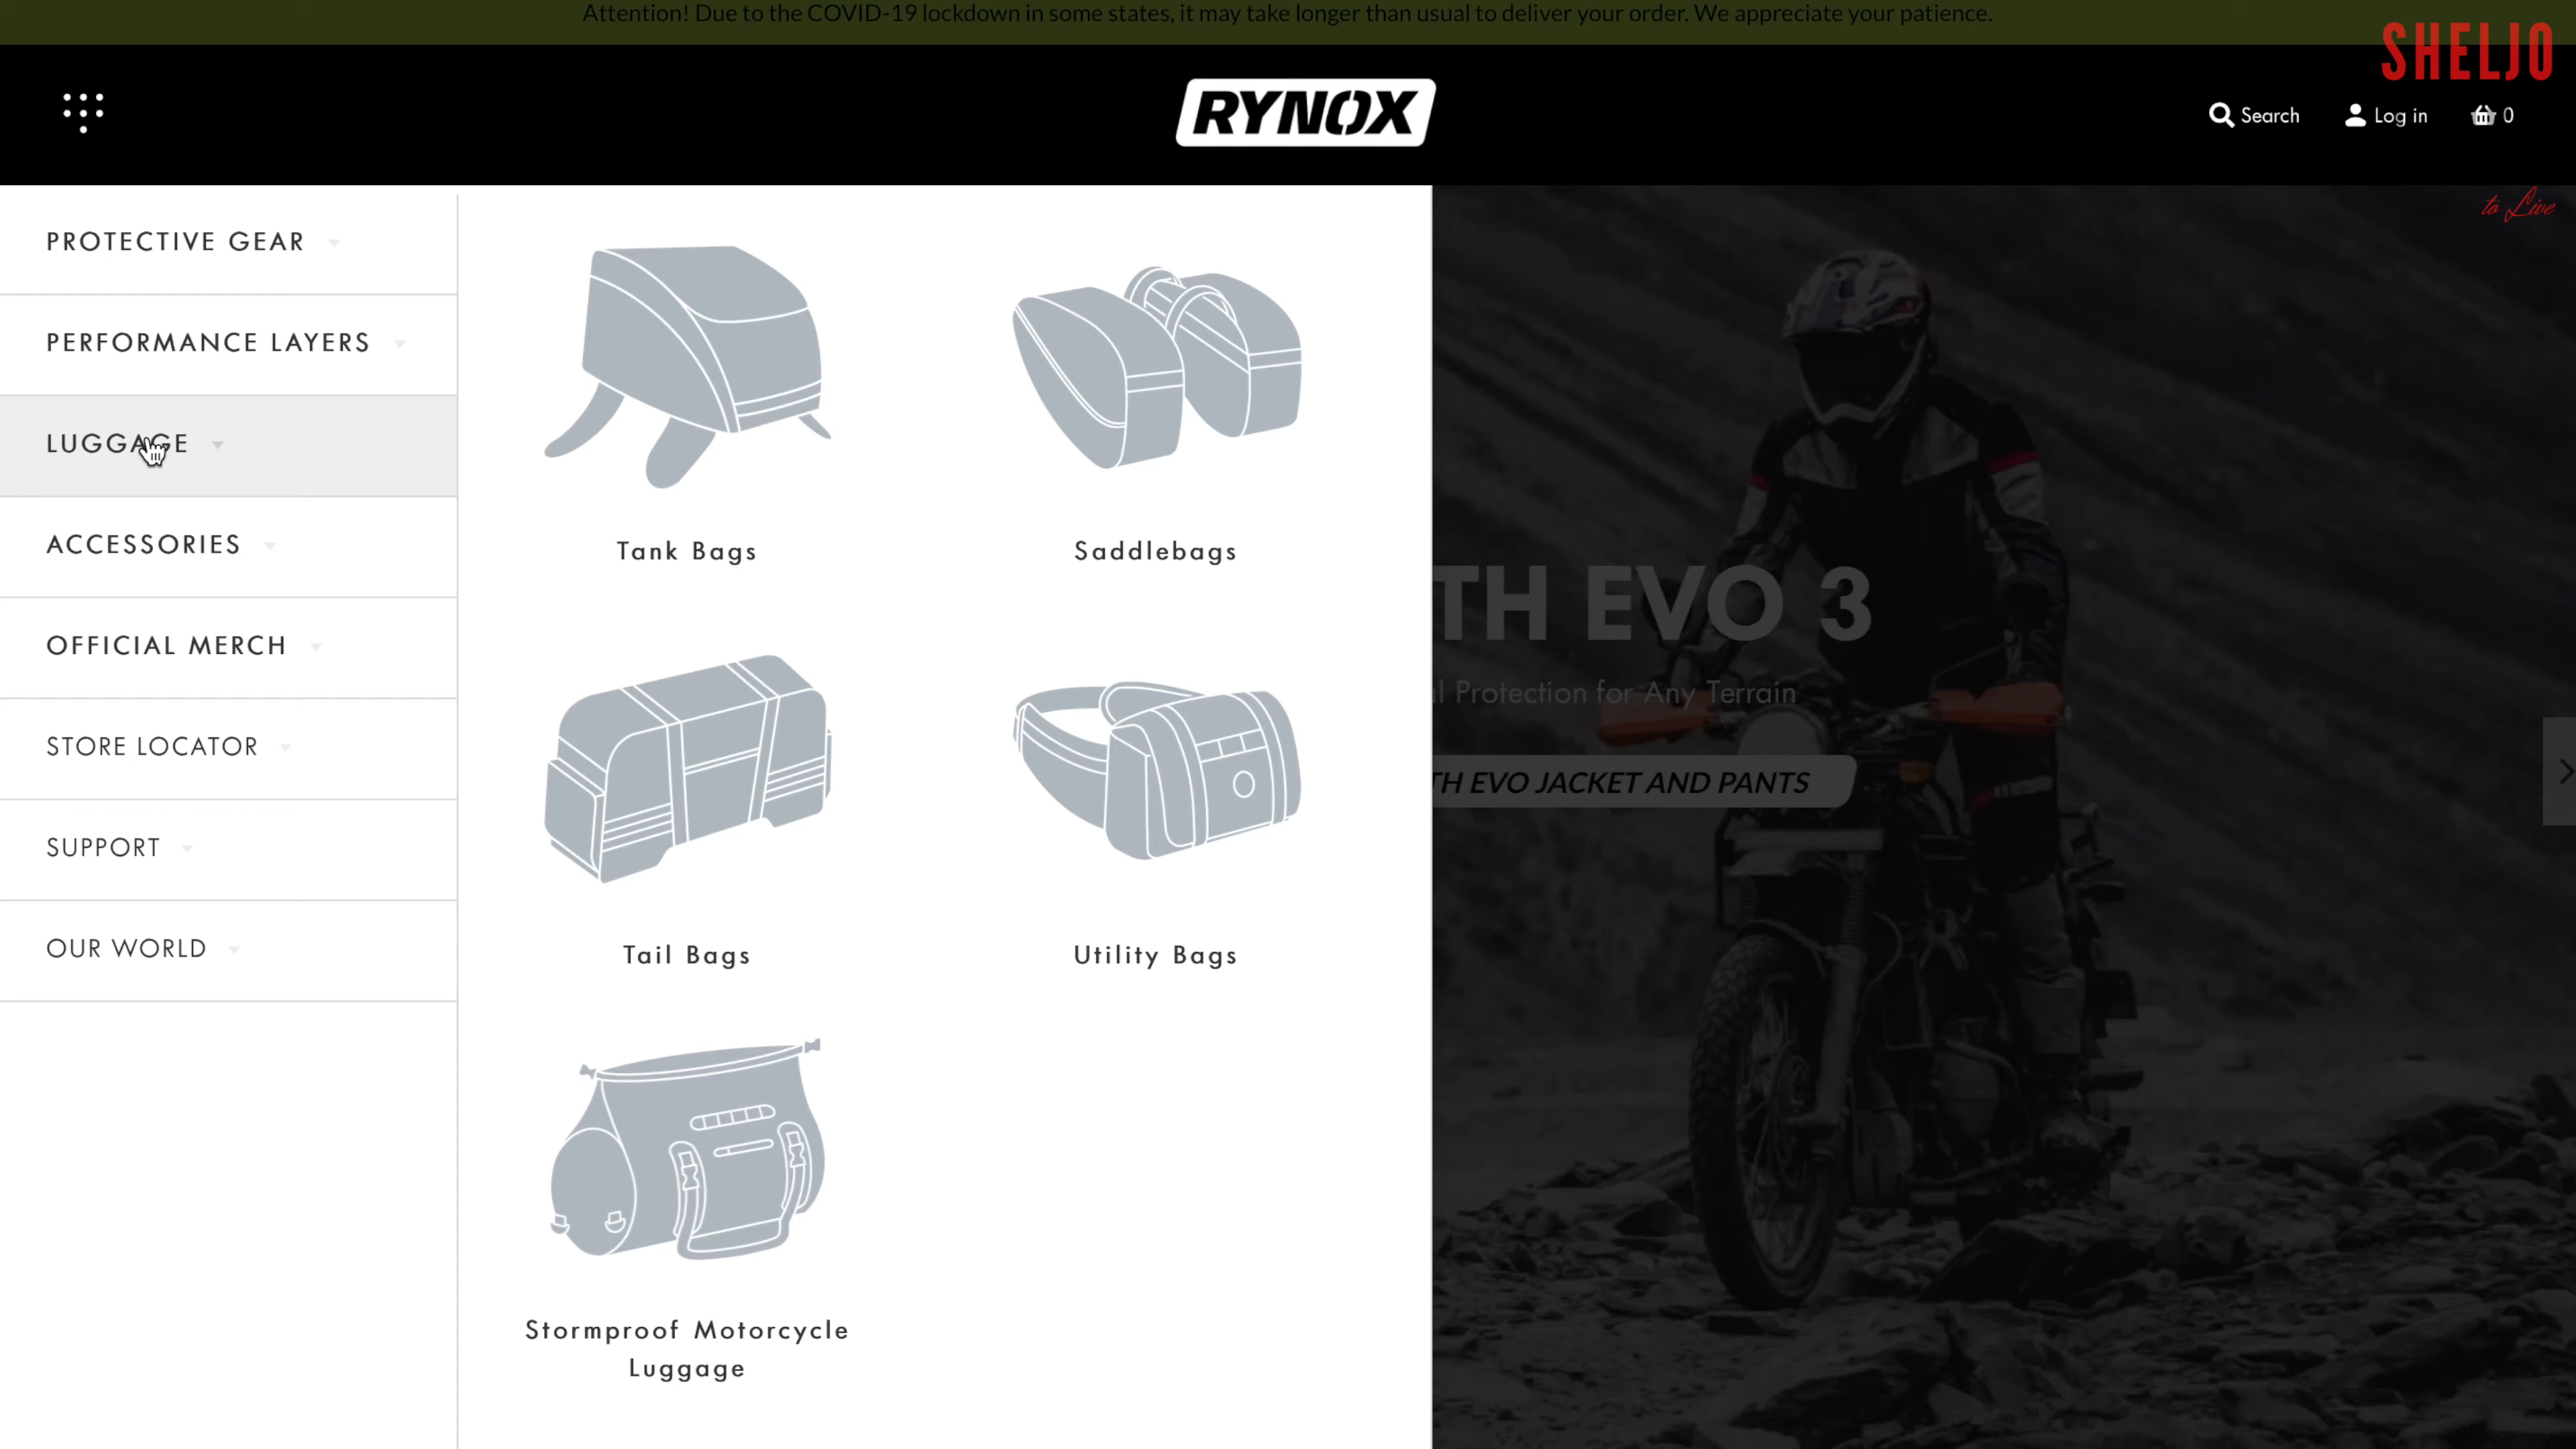 Attention! Due to the COVID-19 lockdown in some states, it may take longer than usual to deliver your order. We appreciate your patience.
SHELJO
RYNOX
Search
Log in
0
to Live
PROTECTIVE GEAR
PERFORMANCE LAYERS
LUGGAGE
ACCESSORIES
OFFICIAL MERCH
STORE LOCATOR
SUPPORT
OUR WORLD
Tank Bags
Saddlebags
Tail Bags
Utility Bags
Stormproof Motorcycle
Luggage
TH EVO 3
l Protection for Any Terrain
TH EVO JACKET AND PANTS